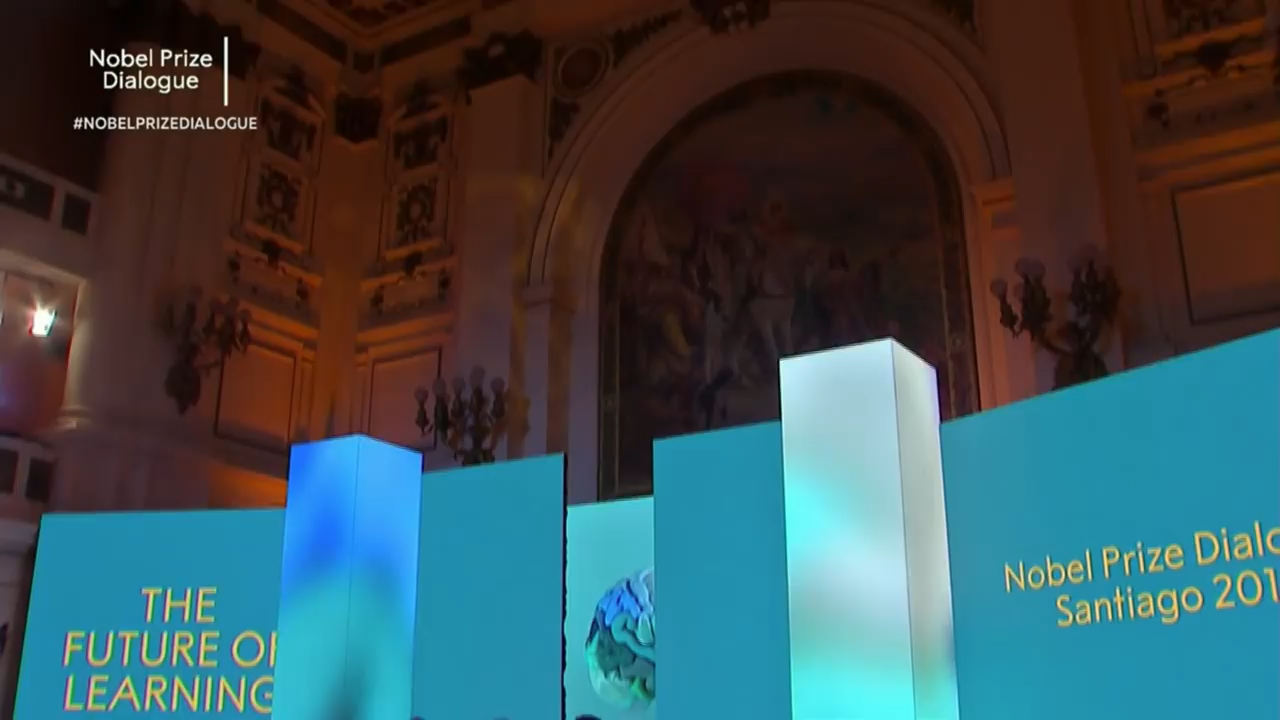 Nobel Prize
Dialogue
#NOBELPRIZEDIALOGUE
THE
FUTURE OF
LEARNING
Nobel Prize Dialo
Santiago 201